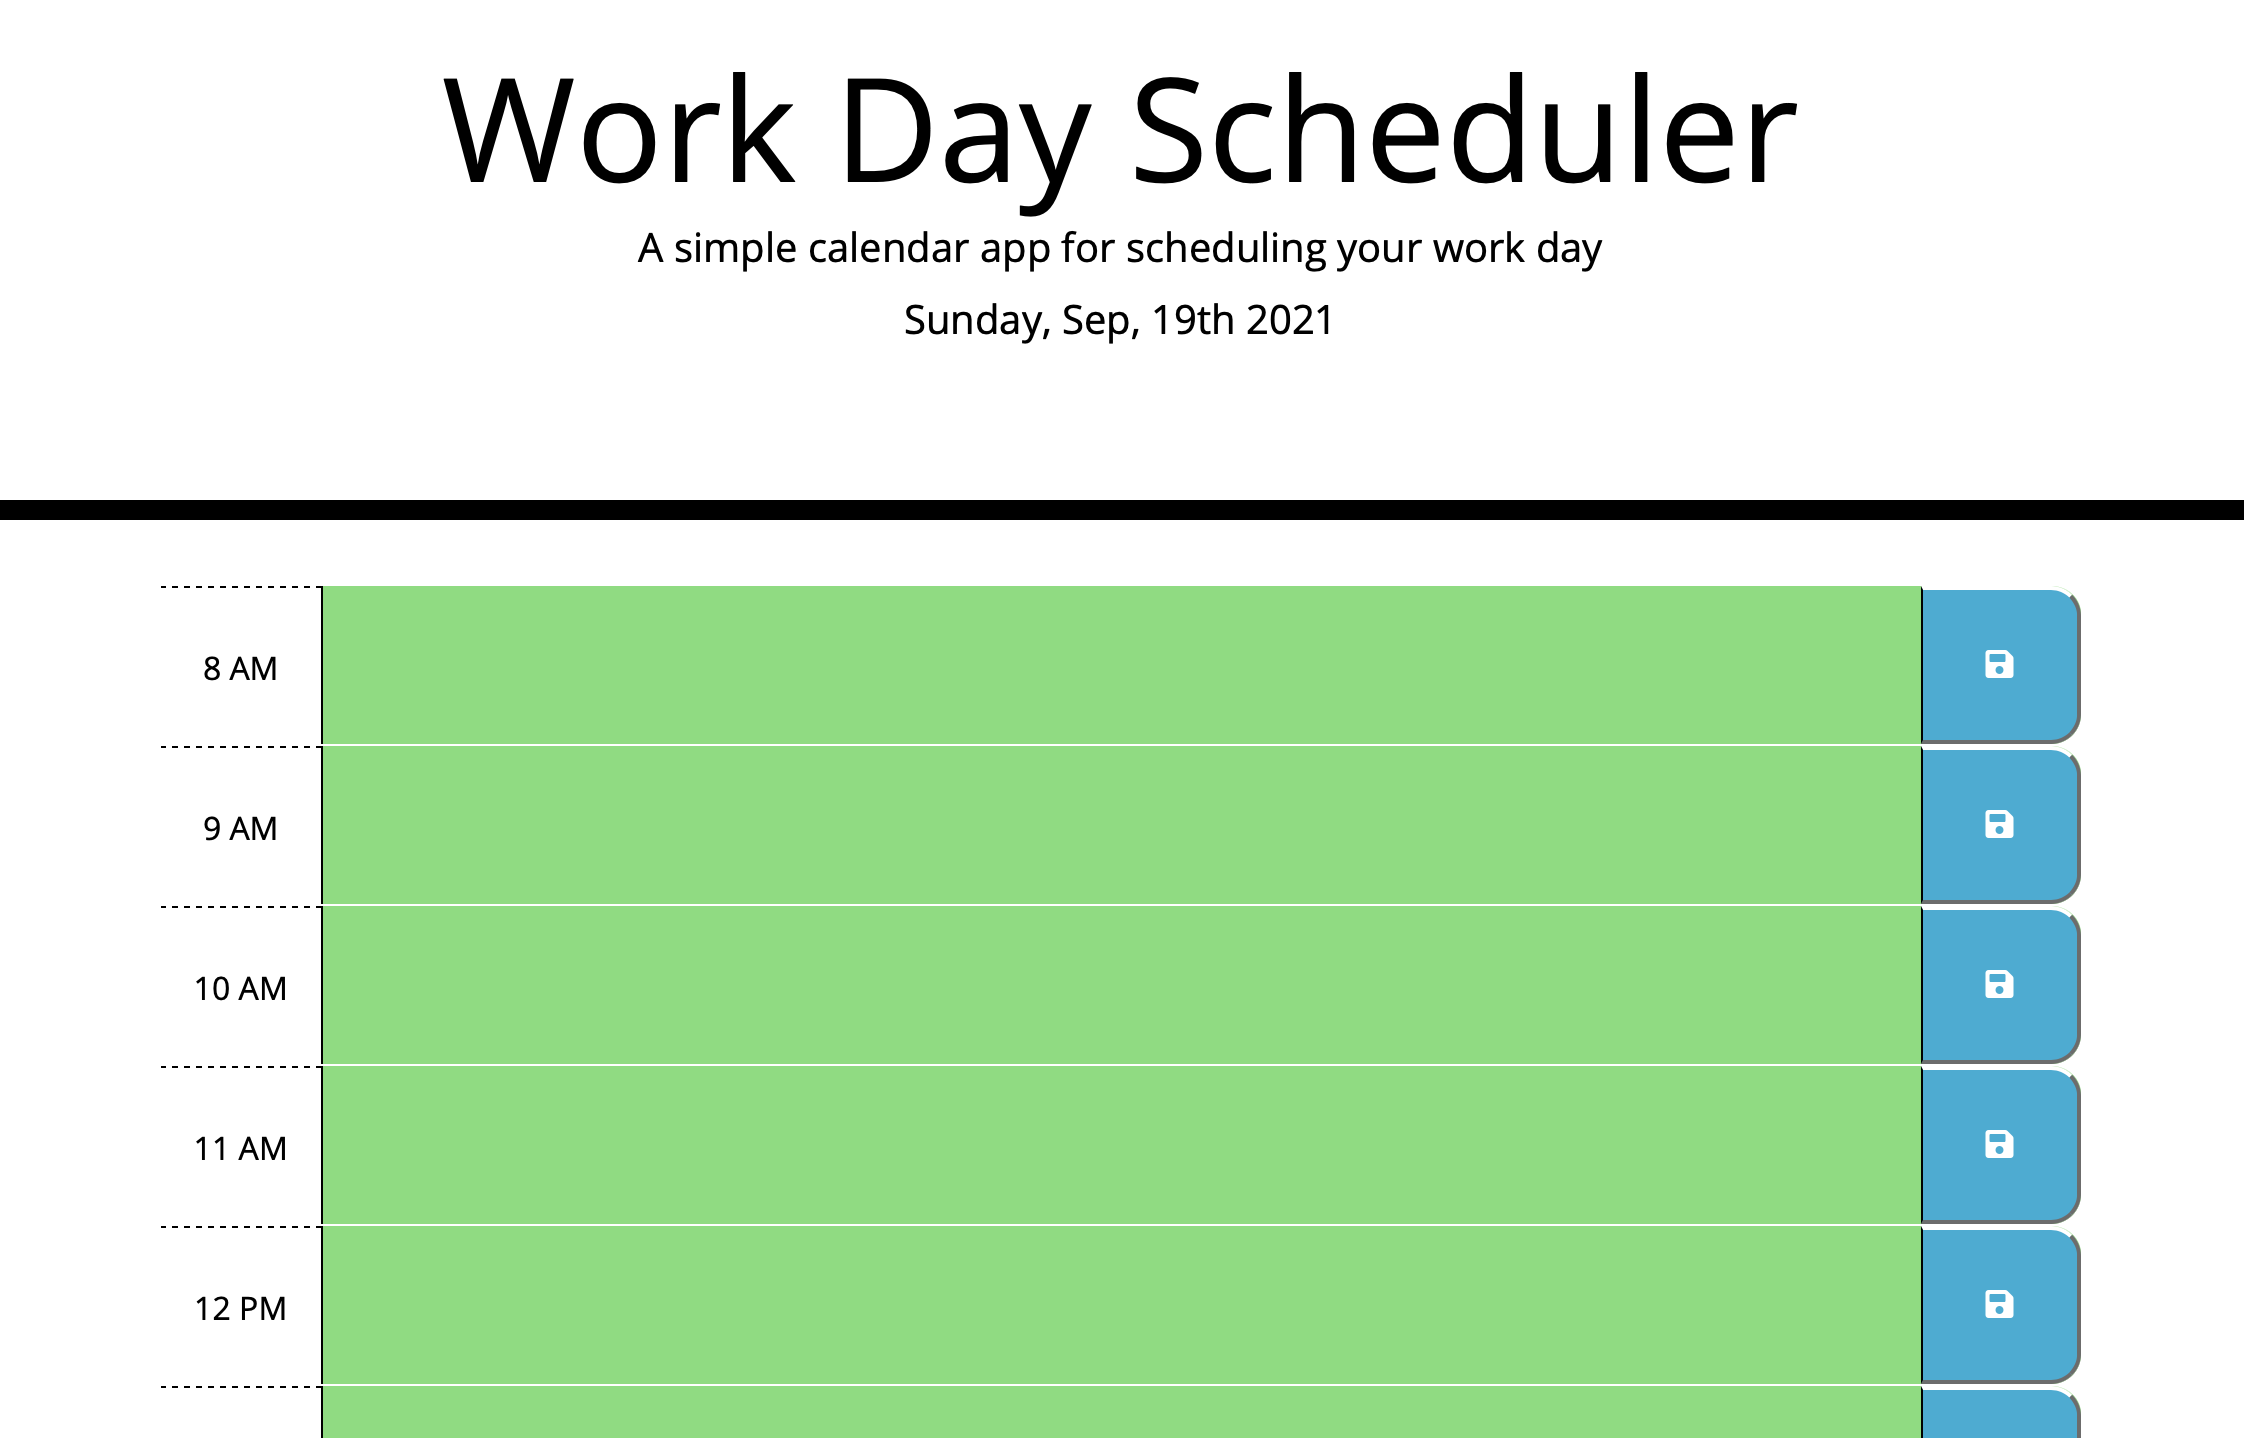 Work Day Scheduler
A simple calendar app for scheduling your work day
Sunday, Sep, 19th 2021
8 AM
9 AM
10 AM
11 AM
12 PM